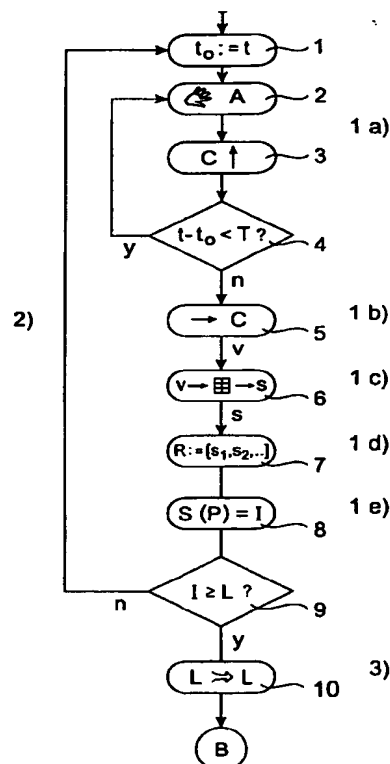 t₀ := t 1
A 2
1 a)
C ↑ 3
t-t₀ < T ? 4
y
n
2)
→ C 1 b)
5
v
v → ⊞ → s 1 c)
6
s
R:=[s₁,s₂,..] 1 d)
7
1 e)
S (P) = I
8
I ≥ L ?
n 9
y
L ⪼ L 3)
10
B